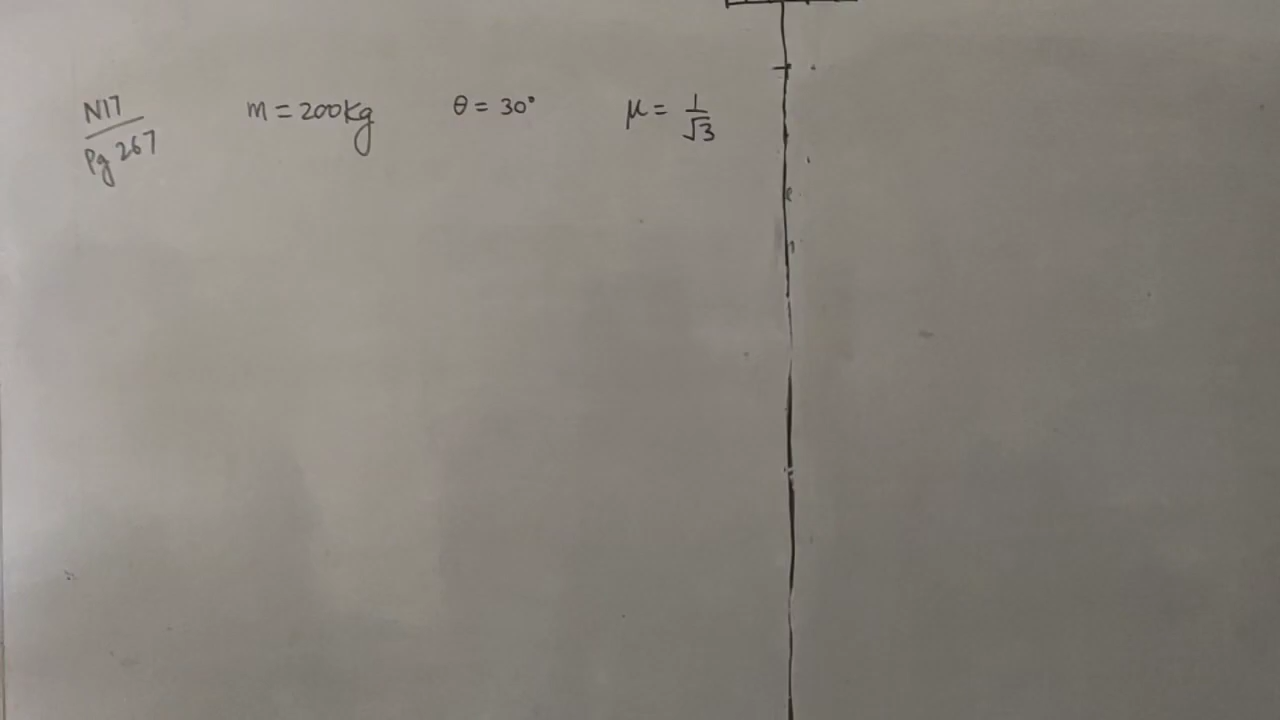 N17
Pg 267
m = 200kg θ = 30° μ = 1/√3